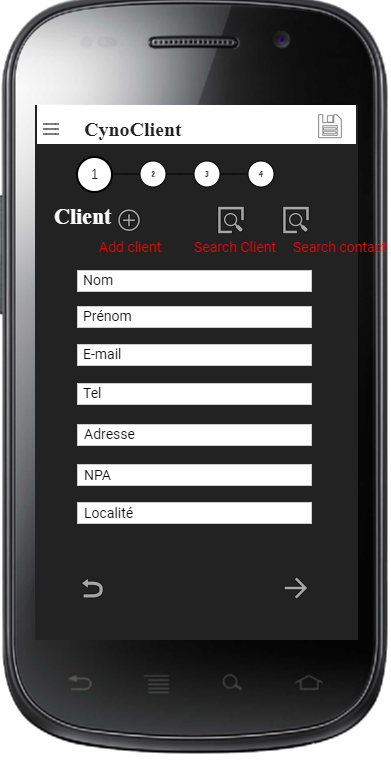 CynoClient
1 2 3 4
Client
Add client Search Client Search contact
Nom
Prénom
E-mail
Tel
Adresse
NPA
Localité